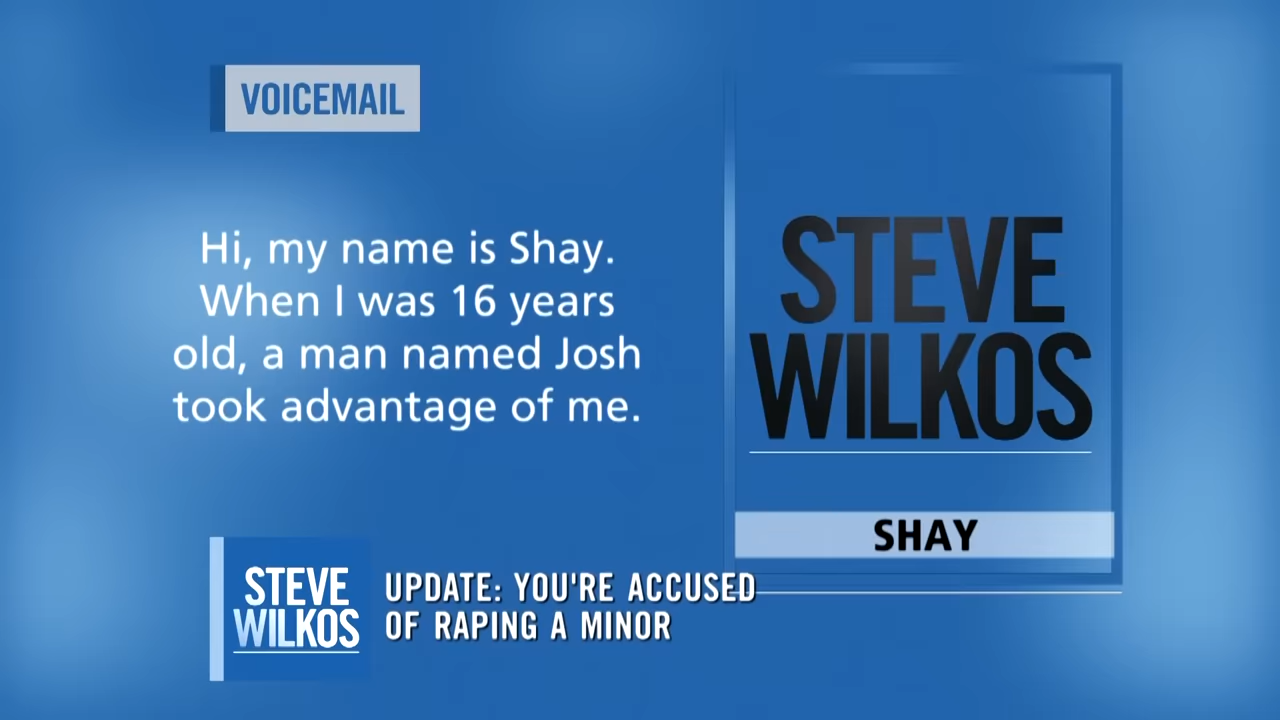 VOICEMAIL
Hi, my name is Shay.
When I was 16 years
old, a man named Josh
took advantage of me.
STEVE
WILKOS
SHAY
STEVE
WILKOS
UPDATE: YOU'RE ACCUSED
OF RAPING A MINOR